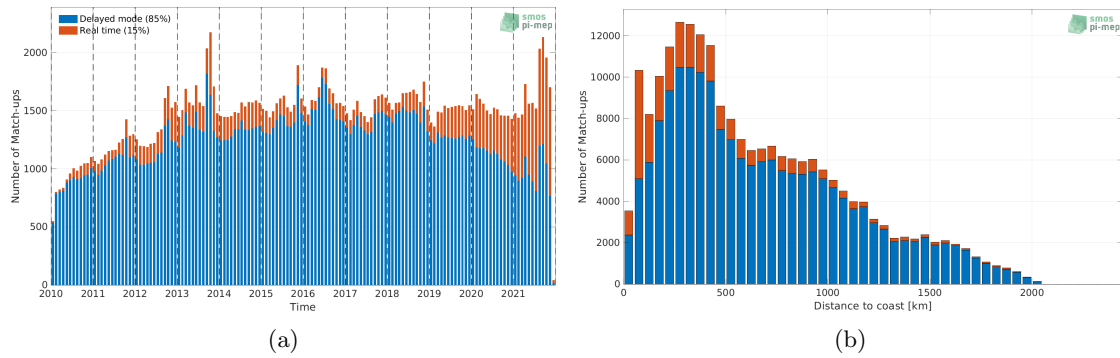 Delayed mode (85%)
Real time (15%)
smos
pi-mep
Number of Match-ups
2000
1500
1000
500
0
2010 2011 2012 2013 2014 2015 2016 2017 2018 2019 2020 2021
Time
(a)
smos
pi-mep
Number of Match-ups
12000
10000
8000
6000
4000
2000
0
0 500 1000 1500 2000
Distance to coast [km]
(b)